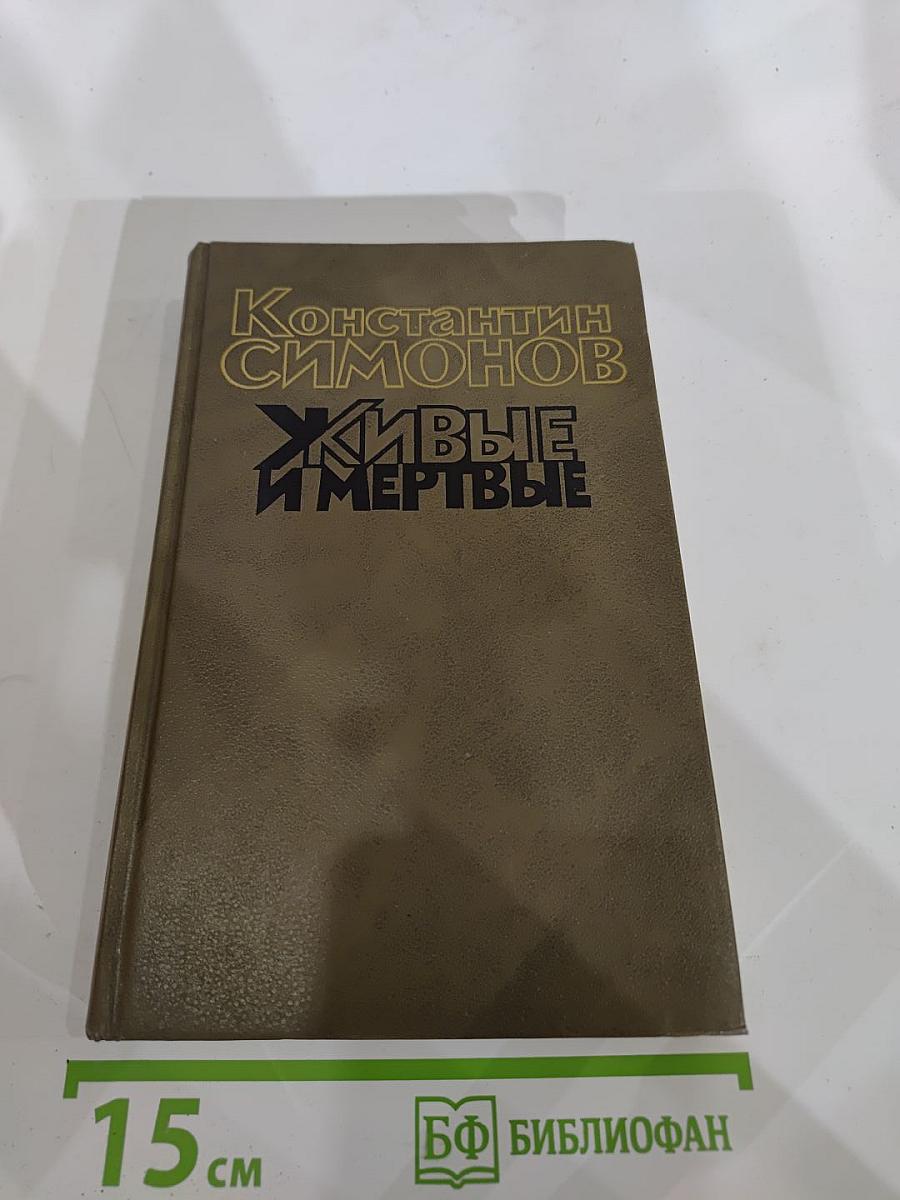 Константин
СИМОНОВ
ЖИВЫЕ
И МЕРТВЫЕ
15 см
БФ БИБЛИОФАН